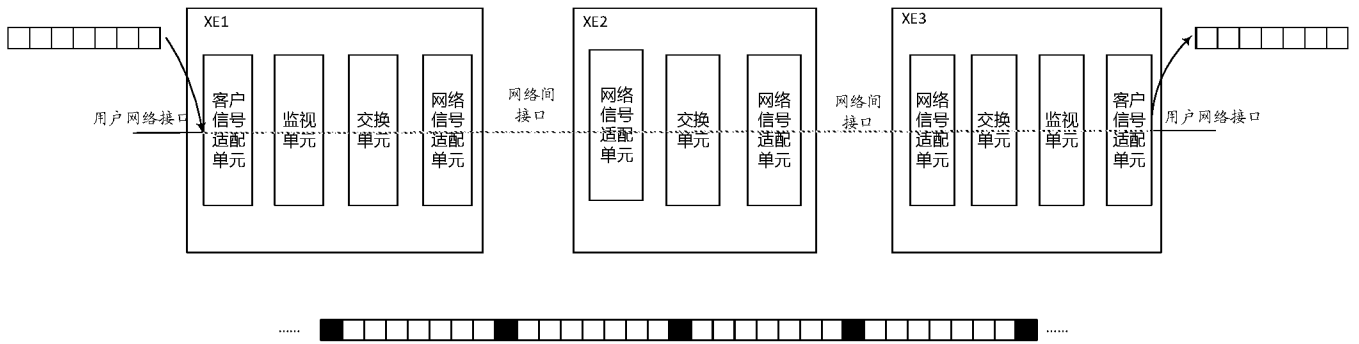 XE1
XE2
XE3
用户网络接口
客户
信号
适配
单元
监视
单元
交换
单元
网络
信号
适配
单元
网络间
接口
网络
信号
适配
单元
交换
单元
网络
信号
适配
单元
网络间
接口
网络
信号
适配
单元
交换
单元
监视
单元
客户
信号
适配
单元
用户网络接口
......
......